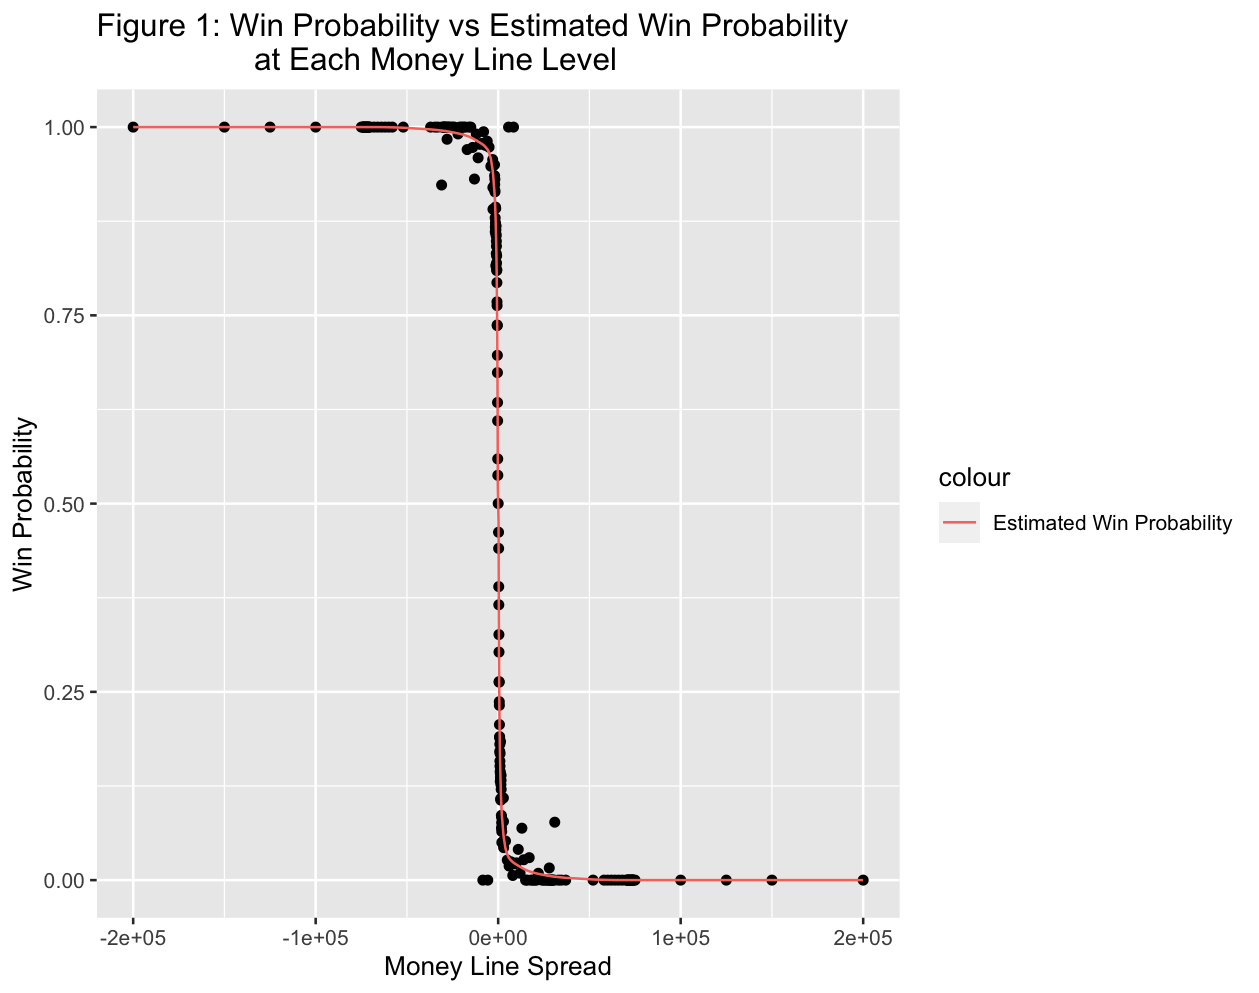 Figure 1: Win Probability vs Estimated Win Probability
at Each Money Line Level
Win Probability
1.00
0.75
0.50
0.25
0.00
-2e+05
-1e+05
0e+00
1e+05
2e+05
Money Line Spread
colour
Estimated Win Probability